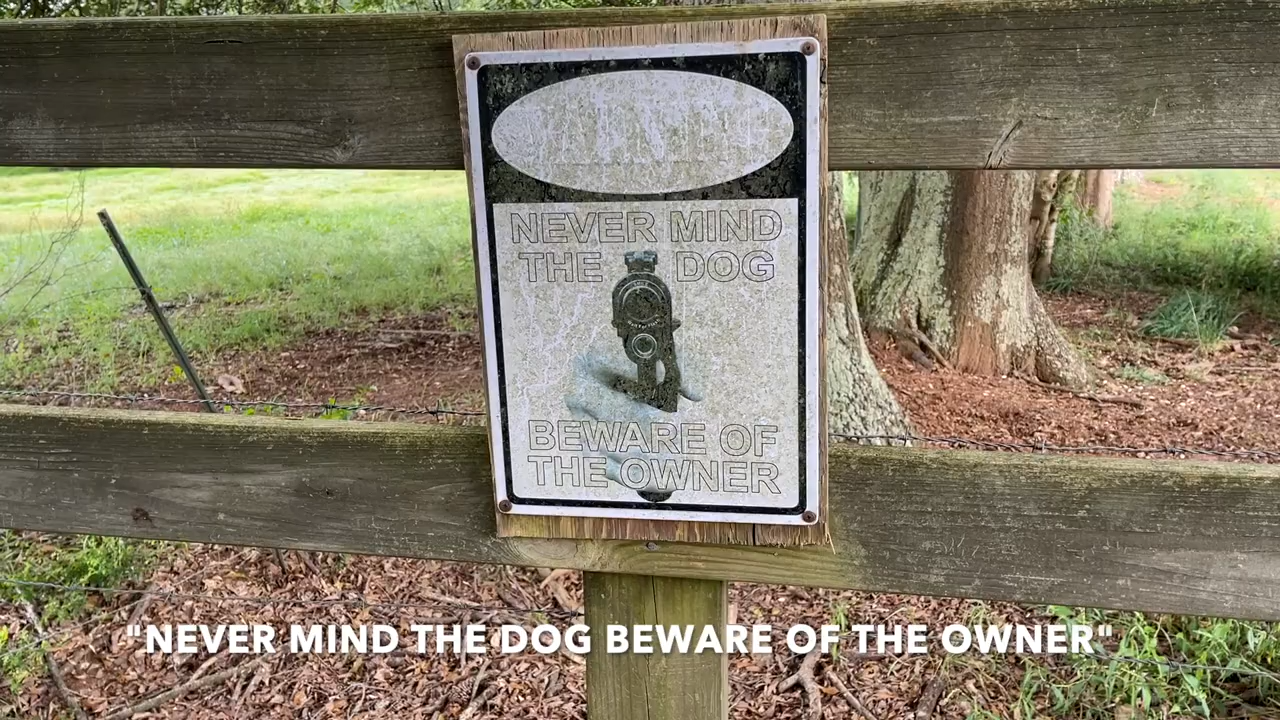 NEVER MIND
THE DOG
BEWARE OF
THE OWNER
"NEVER MIND THE DOG BEWARE OF THE OWNER"